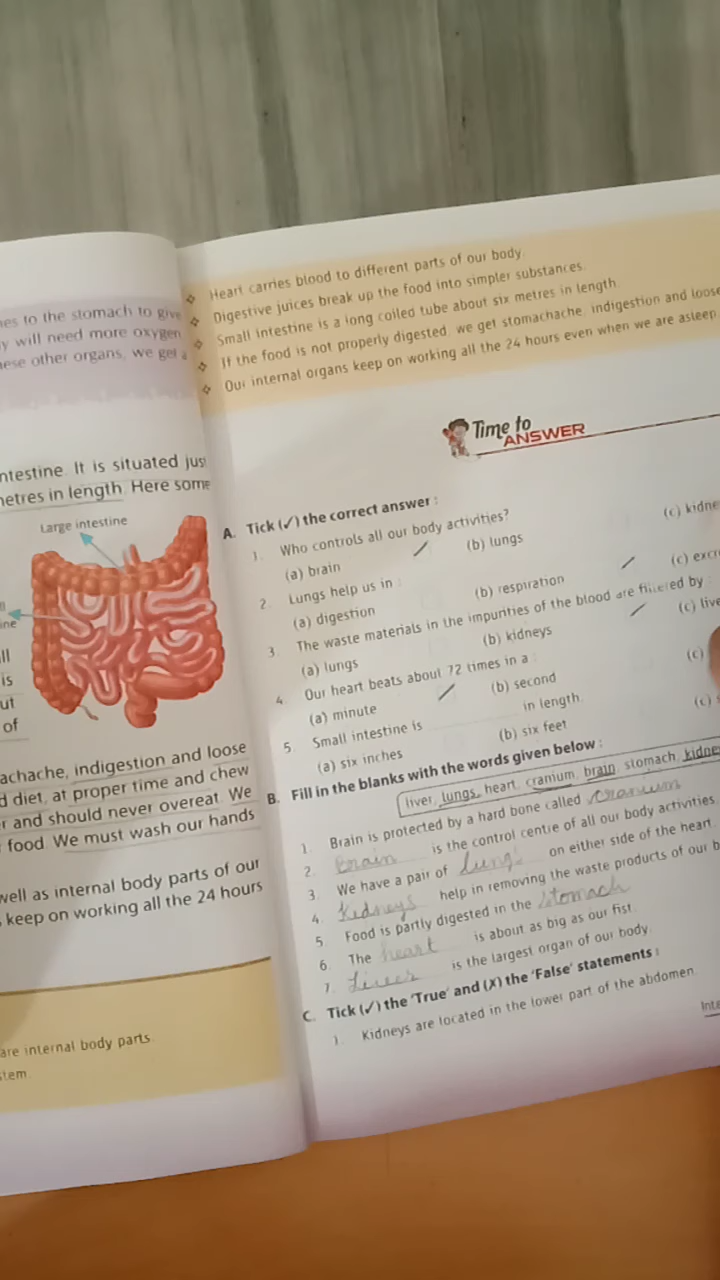 nes to the stomach to give
y will need more oxygen
hese other organs, we get a
ntestine. It is situated jus
metres in length. Here some
Large intestine
ll
ine
ll
is
ut
of
achache, indigestion and loose
d diet, at proper time and chew
r and should never overeat. We
food. We must wash our hands
well as internal body parts of our
keep on working all the 24 hours
are internal body parts.
stem.
Heart carries blood to different parts of our body.
Digestive juices break up the food into simpler substances.
Small intestine is a long coiled tube about six metres in length.
If the food is not properly digested, we get stomachache, indigestion and loose
Our internal organs keep on working all the 24 hours even when we are asleep.
Time to ANSWER
A. Tick (✓) the correct answer :
1. Who controls all our body activities?
(a) brain (b) lungs (c) kidne
2. Lungs help us in :
(a) digestion (b) respiration (c) excr
3. The waste materials in the impurities of the blood are filtered by :
(a) lungs (b) kidneys (c) live
4. Our heart beats about 72 times in a :
(a) minute (b) second (c)
5. Small intestine is in length.
(a) six inches (b) six feet (c) s
B. Fill in the blanks with the words given below :
liver, lungs, heart, cranium, brain, stomach, kidne
1. Brain is protected by a hard bone called cranium
2. Brain is the control centre of all our body activities.
3. We have a pair of lungs on either side of the heart.
4. Kidneys help in removing the waste products of our b
5. Food is partly digested in the stomach
6. The heart is about as big as our fist.
7. Liver is the largest organ of our body.
C. Tick (✓) the 'True' and (✗) the 'False' statements :
1. Kidneys are located in the lower part of the abdomen.
Inte